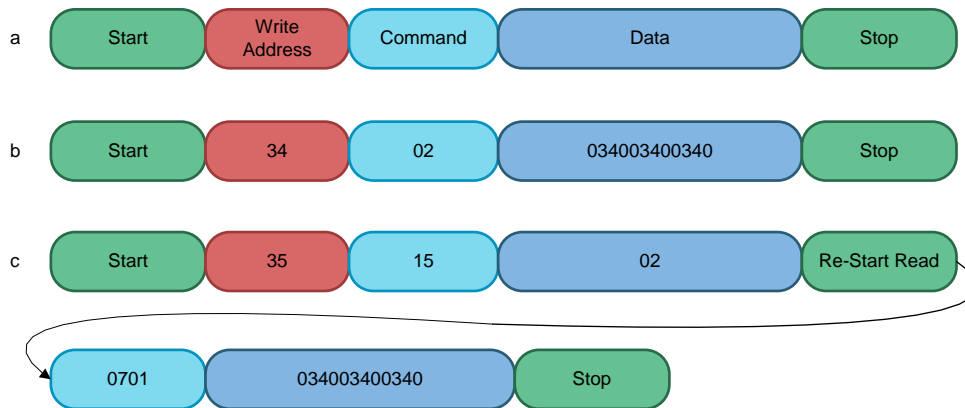 a
Start
Write
Address
Command
Data
Stop
b
Start
34
02
034003400340
Stop
c
Start
35
15
02
Re-Start Read
0701
034003400340
Stop